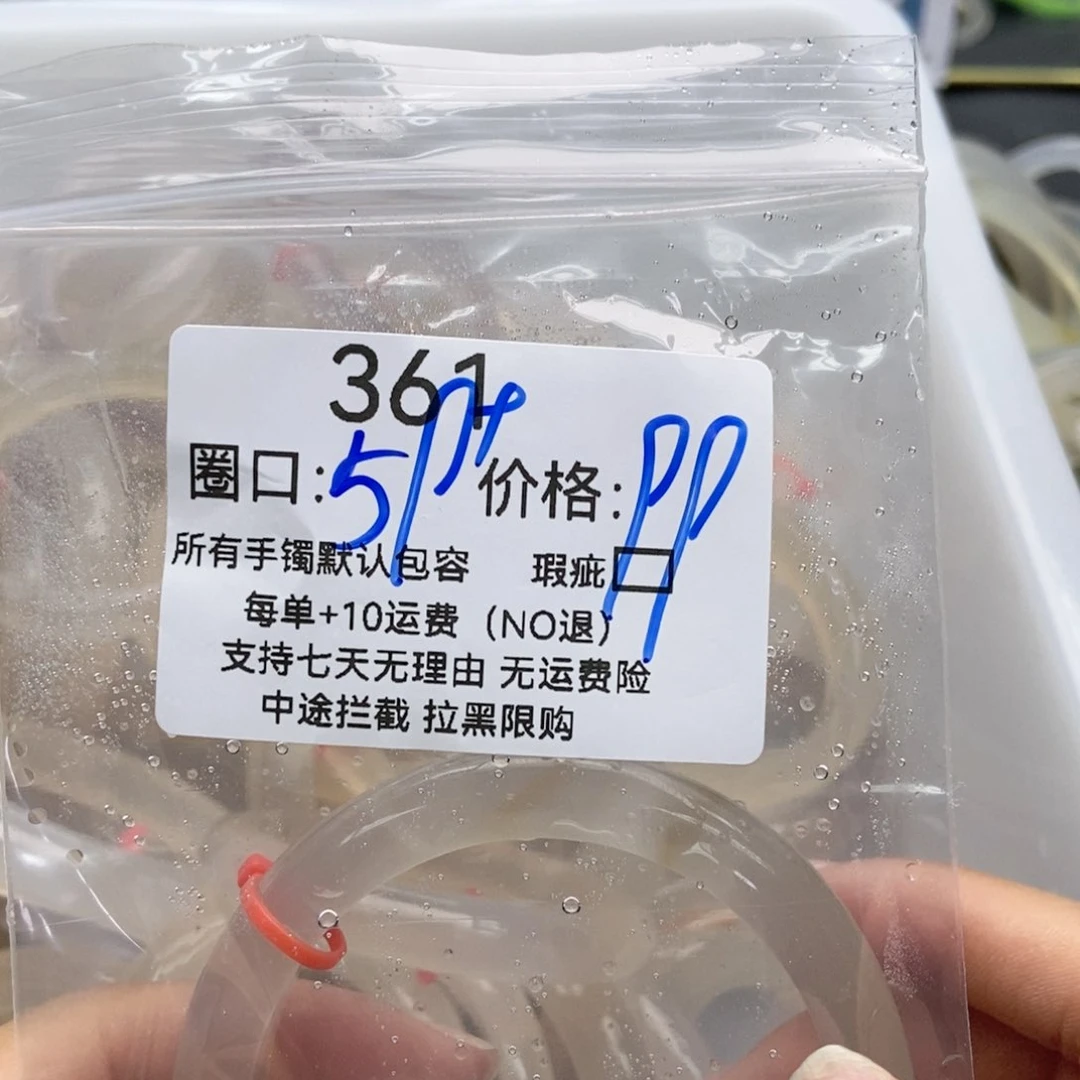 361
圈口: 价格:
所有手镯默认包容 瑕疵
每单+10运费（NO退）
支持七天无理由 无运费险
中途拦截 拉黑限购